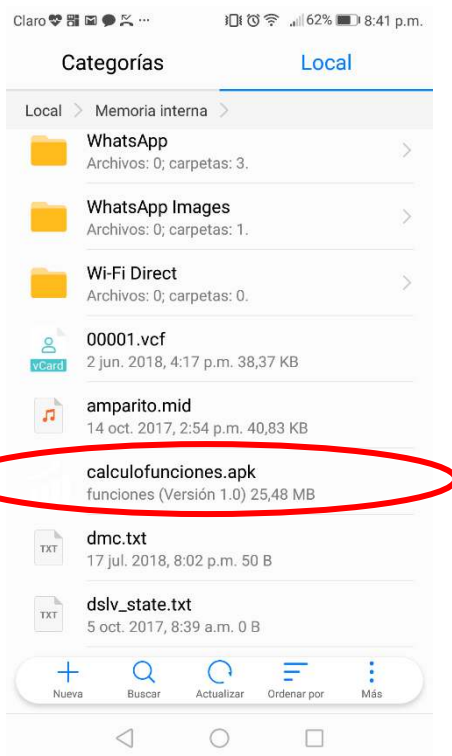 Claro ... 62% 8:41 p.m.
Categorías Local
Local > Memoria interna >
WhatsApp
Archivos: 0; carpetas: 3.
WhatsApp Images
Archivos: 0; carpetas: 1.
Wi-Fi Direct
Archivos: 0; carpetas: 0.
00001.vcf
vCard
2 jun. 2018, 4:17 p.m. 38,37 KB
amparito.mid
14 oct. 2017, 2:54 p.m. 40,83 KB
calculofunciones.apk
funciones (Versión 1.0) 25,48 MB
dmc.txt
TXT
17 jul. 2018, 8:02 p.m. 50 B
dslv_state.txt
TXT
5 oct. 2017, 8:39 a.m. 0 B
Nueva Buscar Actualizar Ordenar por Más